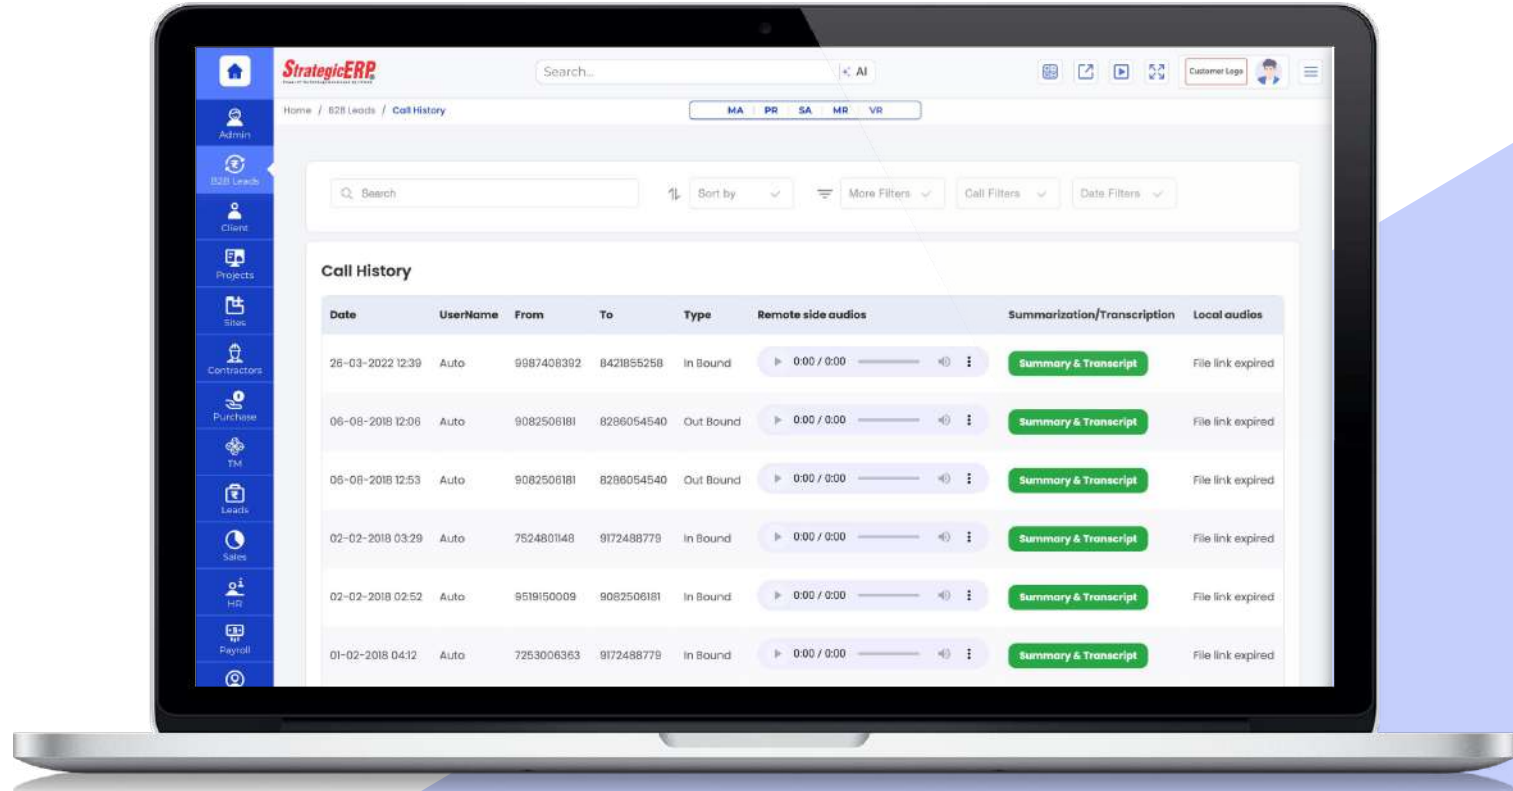 StrategicERP
Search...
AI
Customer Logo
Home / B2B Leads / Call History
MA PR SA MR VR
Admin
B2B Leads
Client
Projects
Sites
Contractors
Purchase
TM
Leads
Sales
HR
Payroll
Search
Sort by
More Filters
Call Filters
Date Filters
Call History
Date UserName From To Type Remote side audios Summarization/Transcription Local audios
26-03-2022 12:39 Auto 9987408392 8421855258 In Bound 0:00 / 0:00 Summary & Transcript File link expired
06-08-2018 12:06 Auto 9082506181 8286054540 Out Bound 0:00 / 0:00 Summary & Transcript File link expired
06-08-2018 12:53 Auto 9082506181 8286054540 Out Bound 0:00 / 0:00 Summary & Transcript File link expired
02-02-2018 03:29 Auto 7524801148 9172488779 In Bound 0:00 / 0:00 Summary & Transcript File link expired
02-02-2018 02:52 Auto 9519150009 9082506181 In Bound 0:00 / 0:00 Summary & Transcript File link expired
01-02-2018 04:12 Auto 7253006363 9172488779 In Bound 0:00 / 0:00 Summary & Transcript File link expired